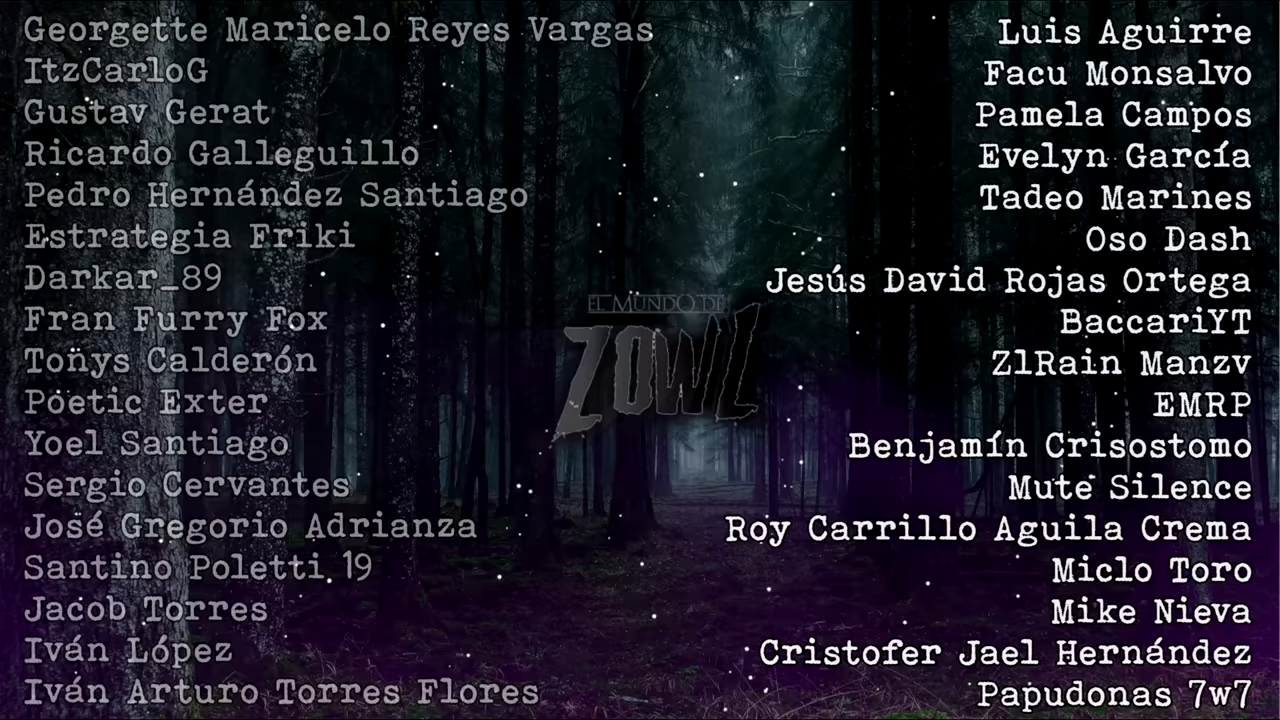 Georgette Maricelo Reyes Vargas
ItzCarloG
Gustav Gerat
Ricardo Galleguillo
Pedro Hernández Santiago
Estrategia Friki
Darkar_89
Fran Furry Fox
Toñys Calderón
Poetic Exter
Yoel Santiago
Sergio Cervantes
José Gregorio Adrianza
Santino Poletti 19
Jacob Torres
Iván López
Iván Arturo Torres Flores
EL MUNDO DE
ZOWL
Luis Aguirre
Facu Monsalvo
Pamela Campos
Evelyn García
Tadeo Marines
Oso Dash
Jesús David Rojas Ortega
BaccariYT
ZlRain Manzv
EMRP
Benjamín Crisostomo
Mute Silence
Roy Carrillo Aguila Crema
Miclo Toro
Mike Nieva
Cristofer Jael Hernández
Papudonas 7w7